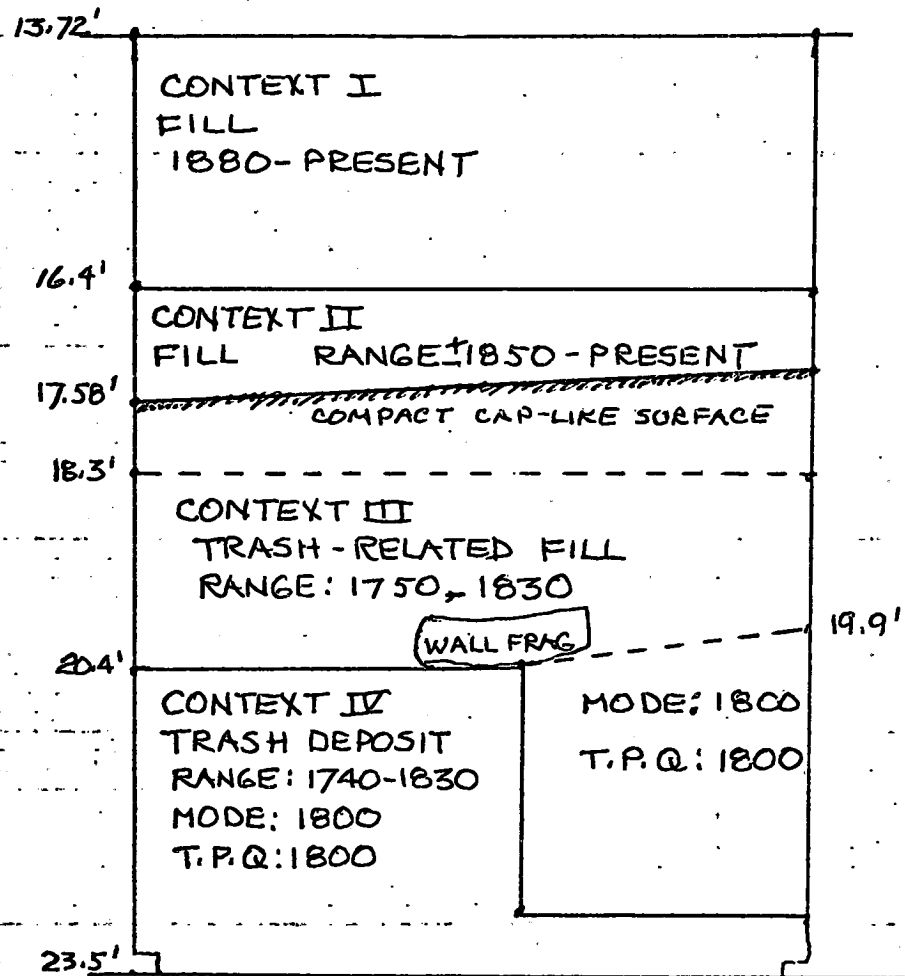 13.72'
CONTEXT I
FILL
1880-PRESENT
16.4'
CONTEXT II
FILL RANGE ±1850-PRESENT
17.58'
COMPACT CAP-LIKE SURFACE
18.3'
CONTEXT III
TRASH-RELATED FILL
RANGE: 1750-1830
WALL FRAG
19.9'
20.4'
CONTEXT IV
TRASH DEPOSIT
RANGE: 1740-1830
MODE: 1800
T.P.Q: 1800
MODE: 1800
T.P.Q: 1800
23.5'